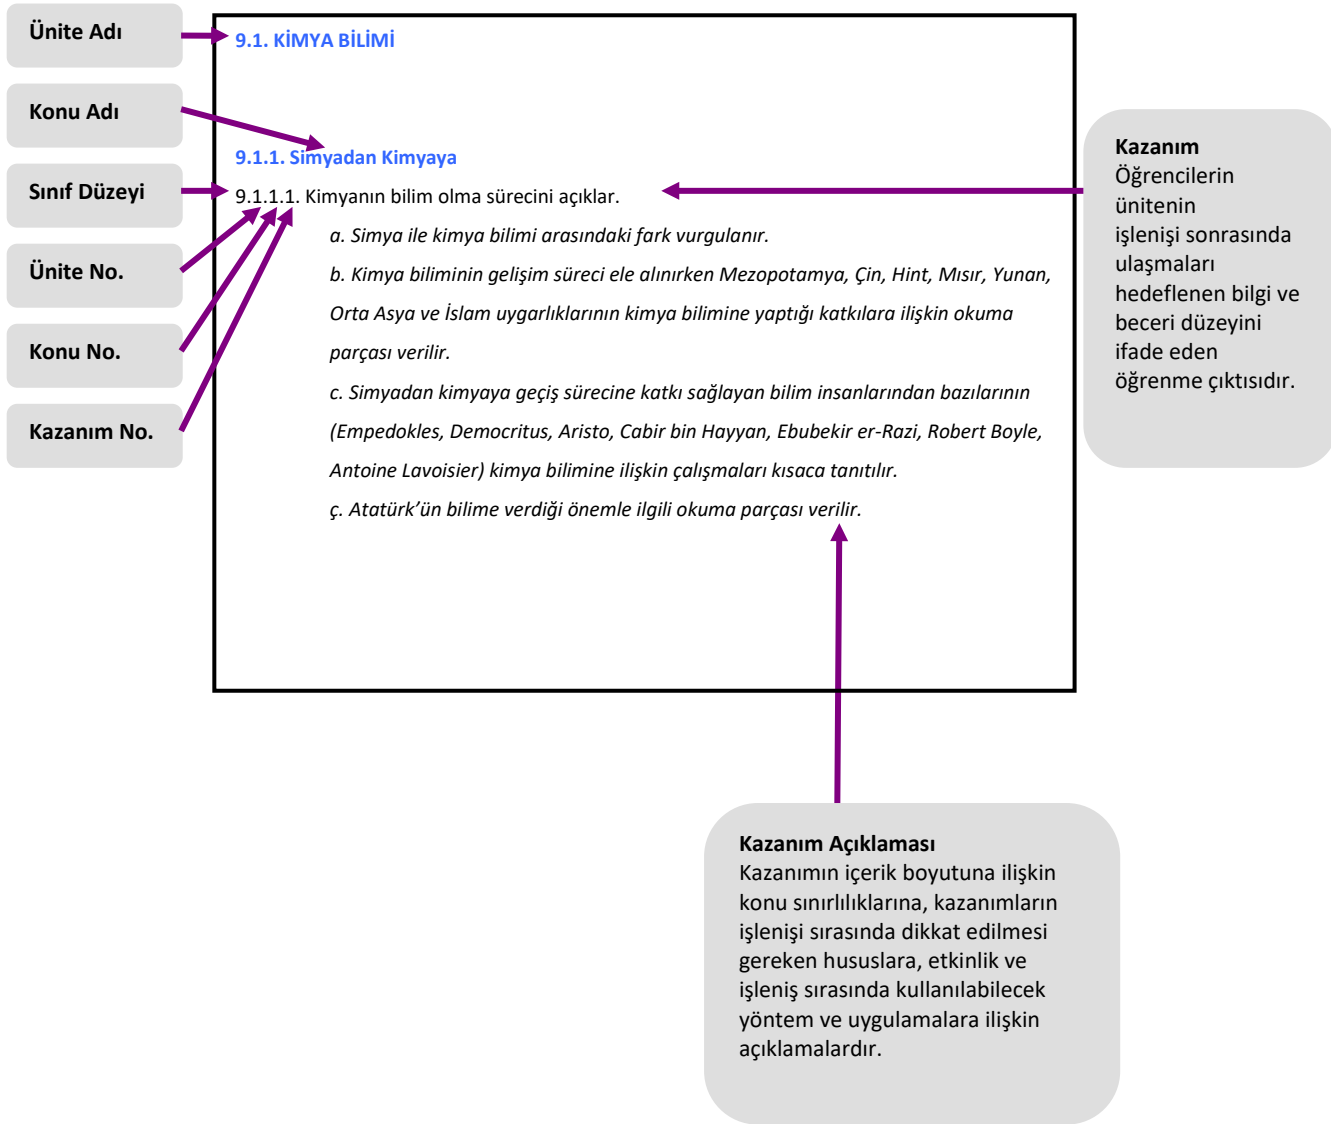 Ünite Adı
Konu Adı
Sınıf Düzeyi
Ünite No.
Konu No.
Kazanım No.
9.1. KİMYA BİLİMİ
9.1.1. Simyadan Kimyaya
9.1.1.1. Kimyanın bilim olma sürecini açıklar.
a. Simya ile kimya bilimi arasındaki fark vurgulanır.
b. Kimya biliminin gelişim süreci ele alınırken Mezopotamya, Çin, Hint, Mısır, Yunan,
Orta Asya ve İslam uygarlıklarının kimya bilimine yaptığı katkılara ilişkin okuma
parçası verilir.
c. Simyadan kimyaya geçiş sürecine katkı sağlayan bilim insanlarından bazılarının
(Empedokles, Democritus, Aristo, Cabir bin Hayyan, Ebubekir er-Razi, Robert Boyle,
Antoine Lavoisier) kimya bilimine ilişkin çalışmaları kısaca tanıtılır.
ç. Atatürk’ün bilime verdiği önemle ilgili okuma parçası verilir.
Kazanım
Öğrencilerin
ünitenin
işlenişi sonrasında
ulaşmaları
hedeflenen bilgi ve
beceri düzeyini
ifade eden
öğrenme çıktısıdır.
Kazanım Açıklaması
Kazanımın içerik boyutuna ilişkin
konu sınırlılıklarına, kazanımların
işlenişi sırasında dikkat edilmesi
gereken hususlara, etkinlik ve
işleniş sırasında kullanılabilecek
yöntem ve uygulamalara ilişkin
açıklamalardır.